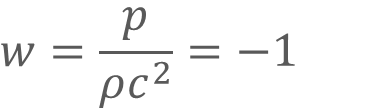 w = p / ρc² = −1